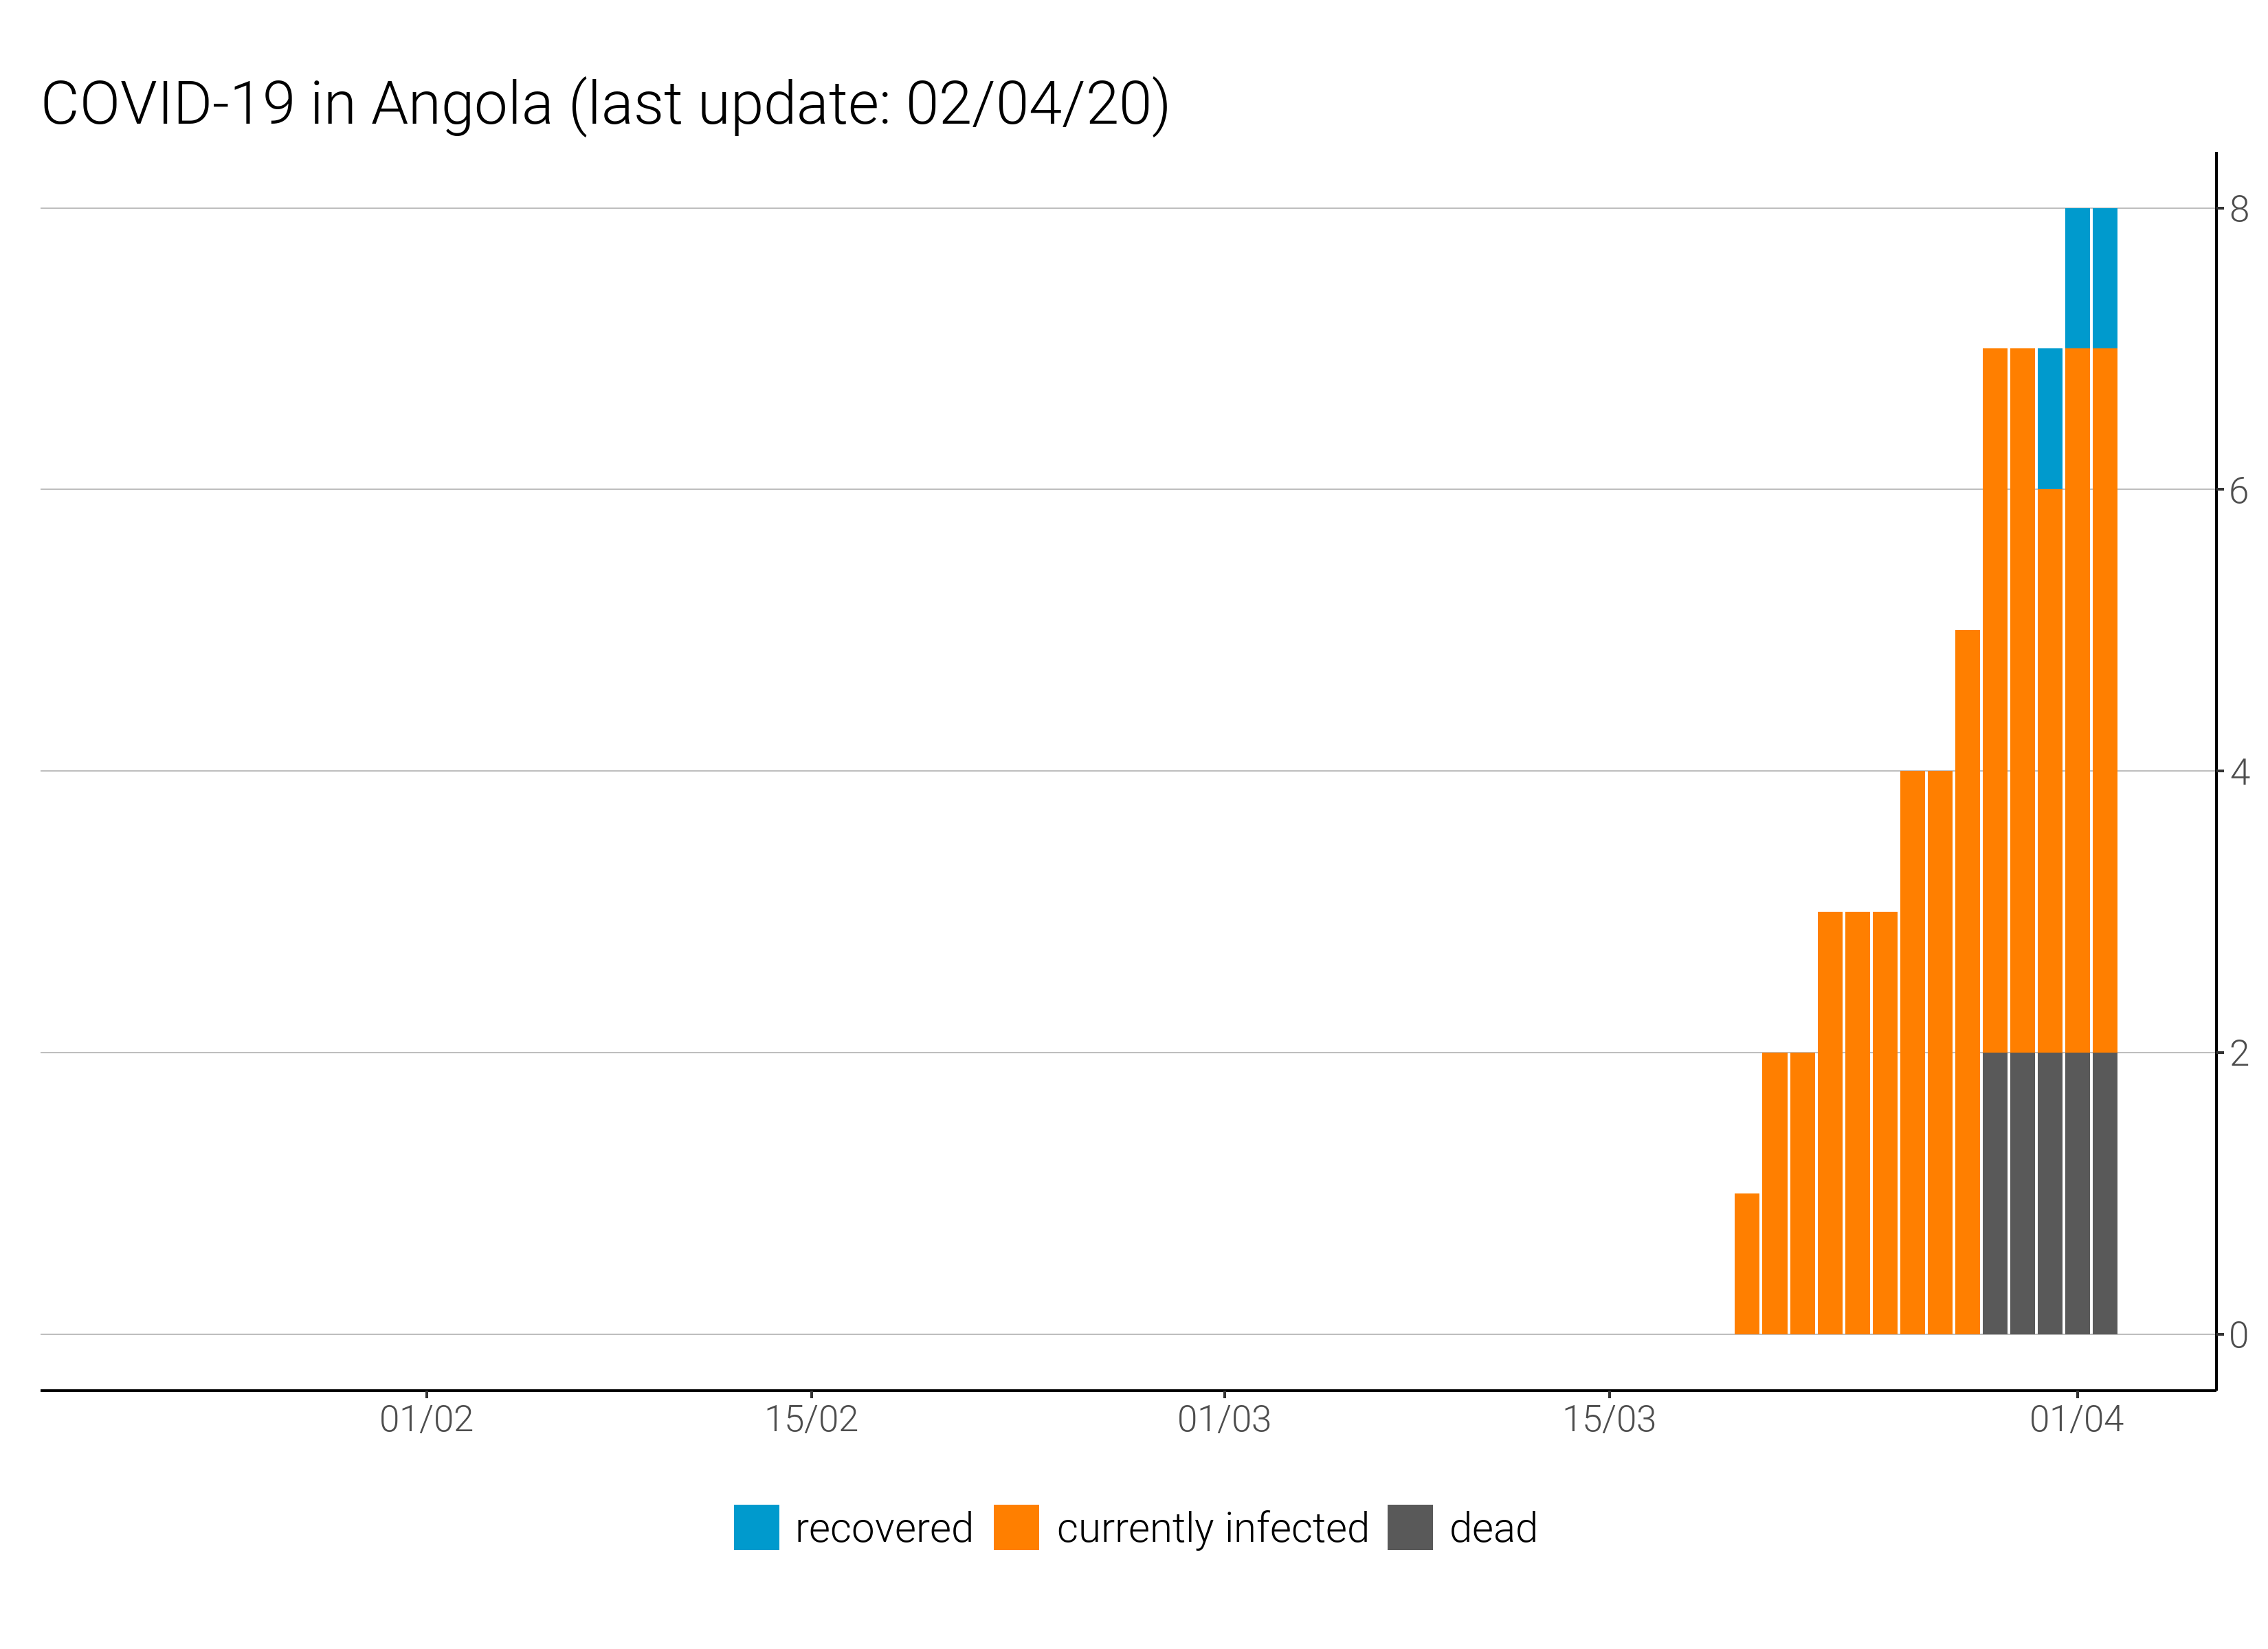 COVID-19 in Angola (last update: 02/04/20)
8
6
4
2
0
01/02 15/02 01/03 15/03 01/04
recovered currently infected dead